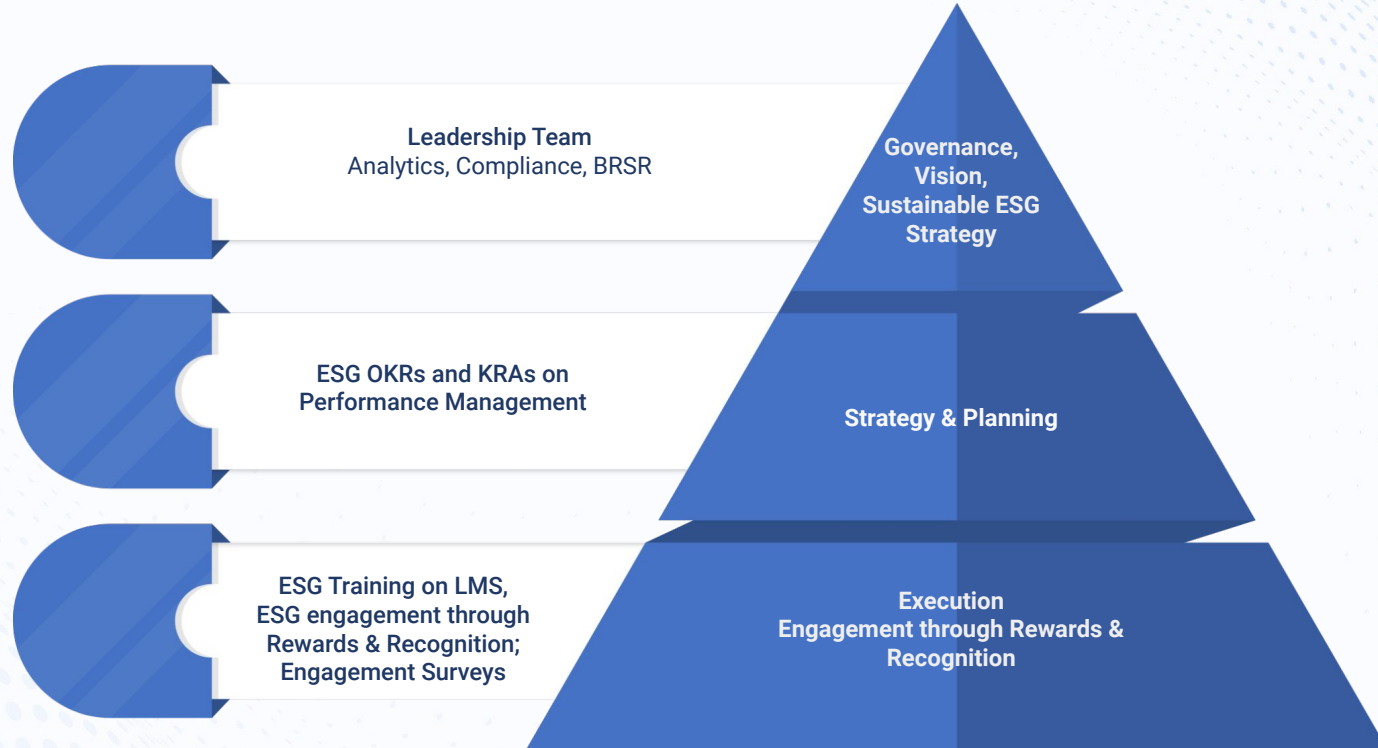 Leadership Team
Analytics, Compliance, BRSR
Governance,
Vision,
Sustainable ESG
Strategy
ESG OKRs and KRAs on
Performance Management
Strategy & Planning
ESG Training on LMS,
ESG engagement through
Rewards & Recognition;
Engagement Surveys
Execution
Engagement through Rewards &
Recognition